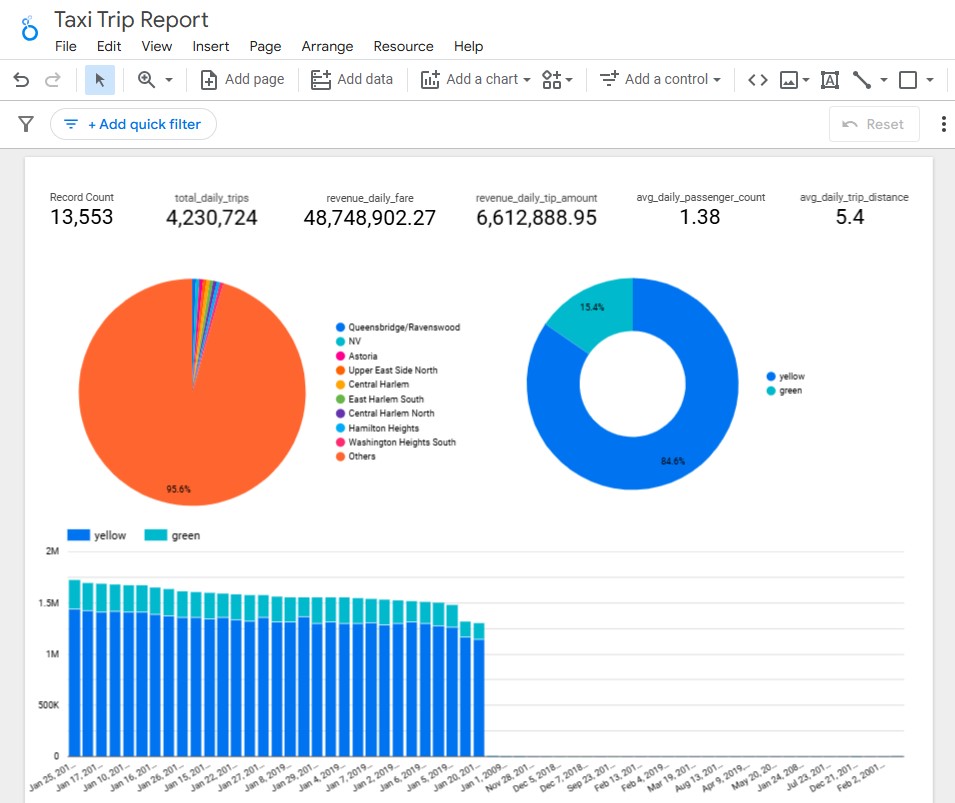 Taxi Trip Report
File Edit View Insert Page Arrange Resource Help
Add page Add data Add a chart Add a control
+ Add quick filter
Reset
Record Count
13,553
total_daily_trips
4,230,724
revenue_daily_fare
48,748,902.27
revenue_daily_tip_amount
6,612,888.95
avg_daily_passenger_count
1.38
avg_daily_trip_distance
5.4
95.6%
Queensbridge/Ravenswood
NV
Astoria
Upper East Side North
Central Harlem
East Harlem South
Central Harlem North
Hamilton Heights
Washington Heights South
Others
15.4%
84.6%
yellow
green
yellow green
2M
1.5M
1M
500K
0
Jan 25, 201...
Jan 17, 201...
Jan 10, 201...
Jan 16, 201...
Jan 26, 201...
Jan 15, 201...
Jan 22, 201...
Jan 27, 201...
Jan 8, 2019...
Jan 29, 201...
Jan 4, 2019...
Jan 7, 2019...
Jan 2, 2019...
Jan 6, 2019...
Jan 5, 2019...
Jan 20, 201...
Jan 1, 2009...
Nov 28, 201...
Dec 5, 2018...
Dec 7, 2018...
Sep 23, 201...
Feb 13, 201...
Feb 4, 2019...
Mar 19, 201...
Aug 13, 201...
Apr 9, 2019...
May 20, 20...
Jan 24, 208...
Jul 23, 201...
Dec 21, 201...
Feb 2, 2001...